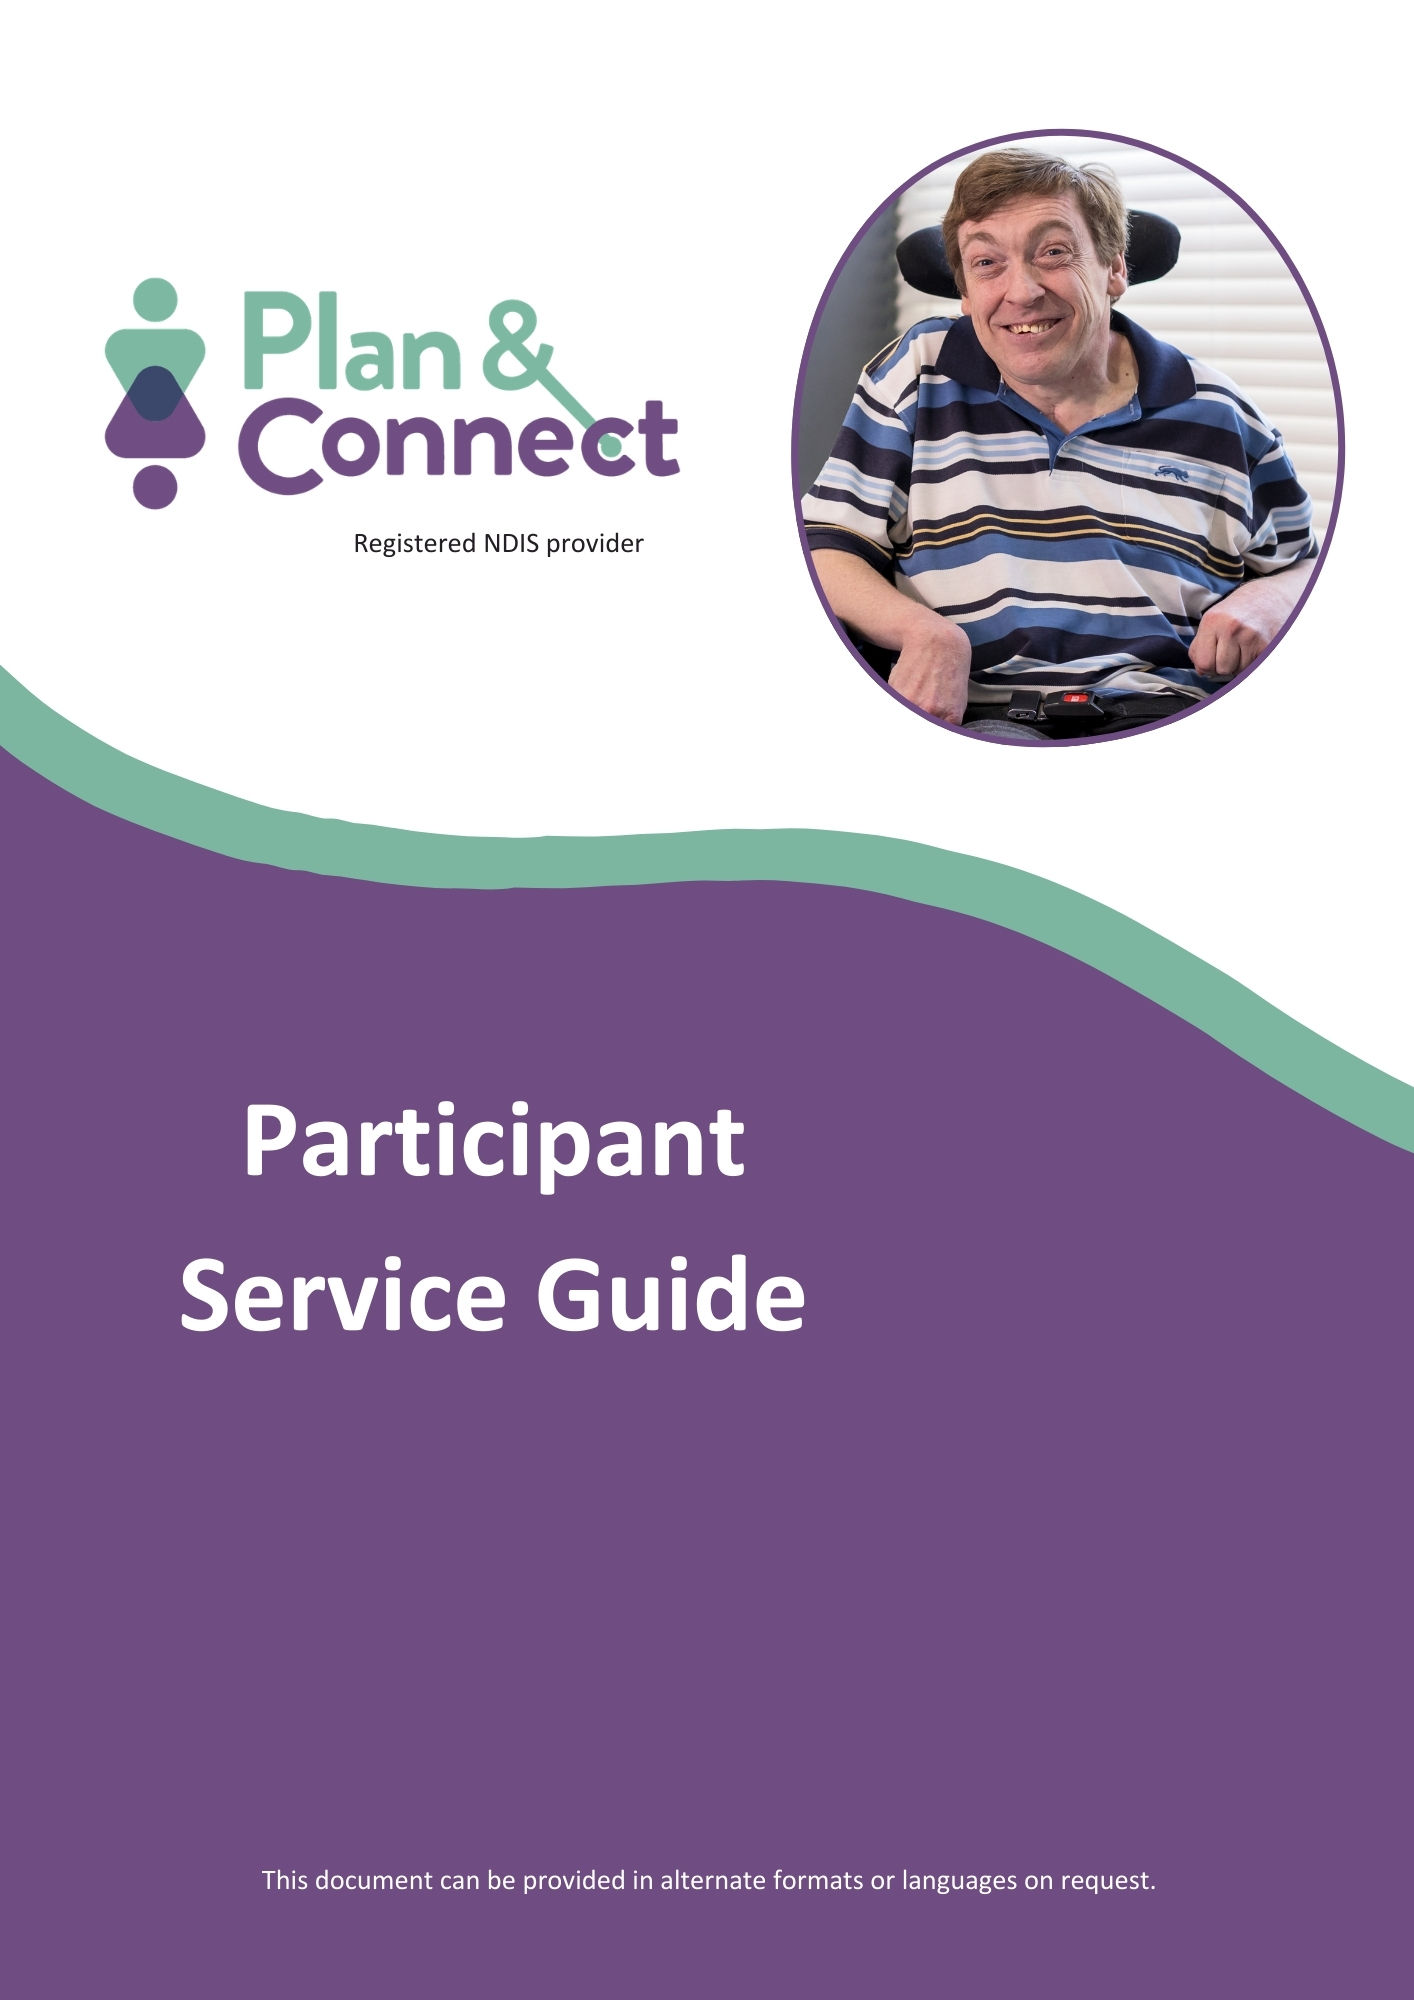 Plan &
Connect
Registered NDIS provider
Participant
Service Guide
This document can be provided in alternate formats or languages on request.